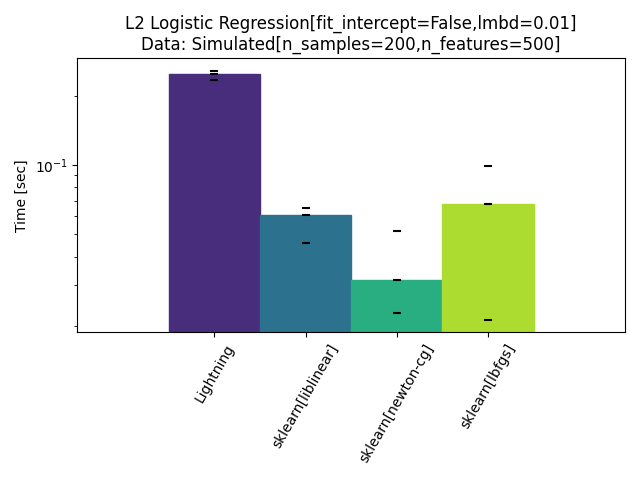 L2 Logistic Regression[fit_intercept=False,lmbd=0.01]
Data: Simulated[n_samples=200,n_features=500]
Time [sec]
10⁻¹
Lightning
sklearn[liblinear]
sklearn[newton-cg]
sklearn[lbfgs]